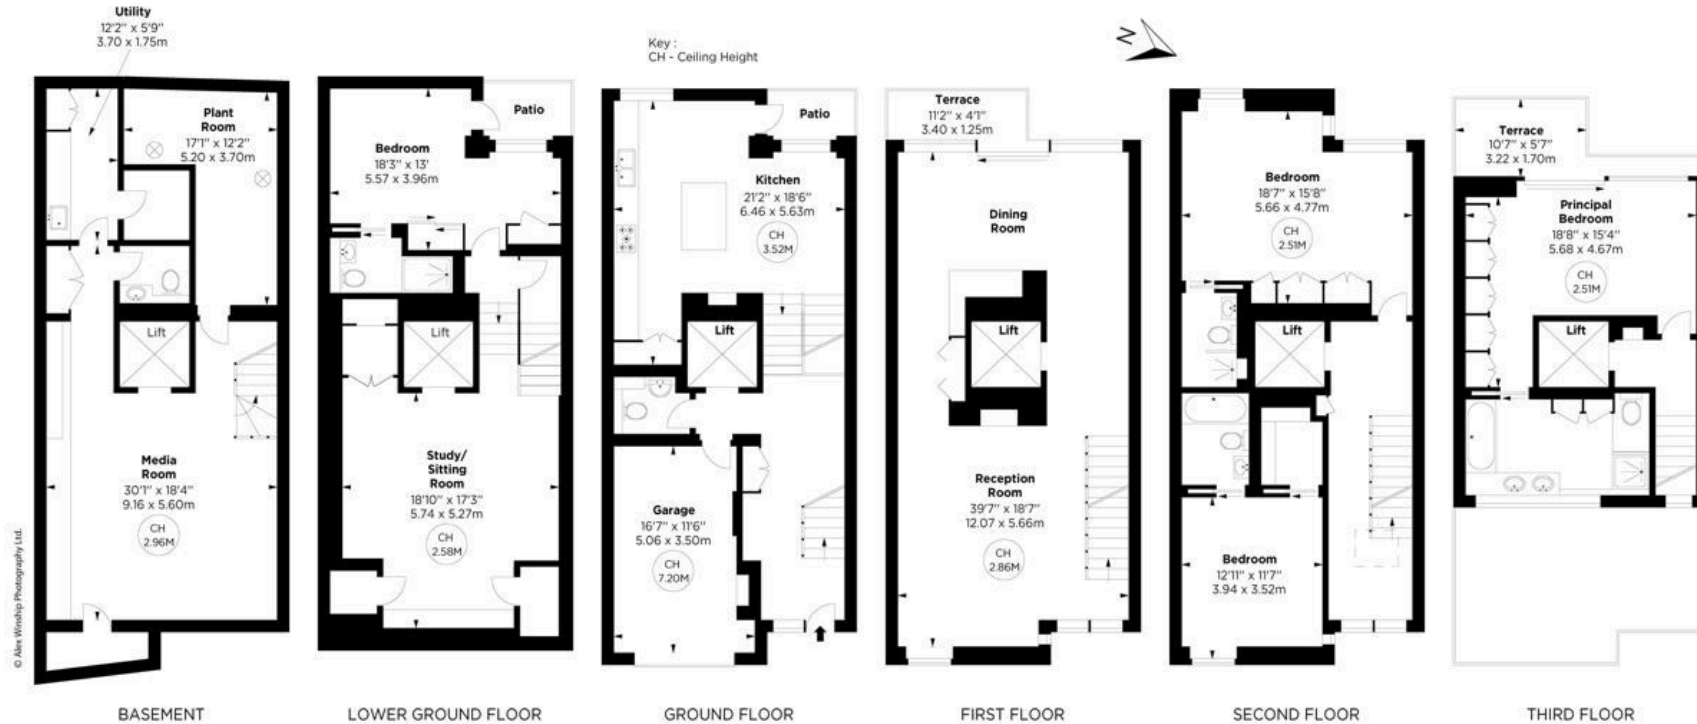 Utility
12'2" x 5'9"
3.70 x 1.75m
Key :
CH - Ceiling Height
N
Plant
Room
17'1" x 12'2"
5.20 x 3.70m
Lift
Media
Room
30'1" x 18'4"
9.16 x 5.60m
CH
2.96M
© Alex Winship Photography Ltd.
BASEMENT
Patio
Bedroom
18'3" x 13'
5.57 x 3.96m
Lift
Study/
Sitting
Room
18'10" x 17'3"
5.74 x 5.27m
CH
2.58M
LOWER GROUND FLOOR
Patio
Kitchen
21'2" x 18'6"
6.46 x 5.63m
CH
3.52M
Lift
Garage
16'7" x 11'6"
5.06 x 3.50m
CH
7.20M
GROUND FLOOR
Terrace
11'2" x 4'1"
3.40 x 1.25m
Dining
Room
Lift
Reception
Room
39'7" x 18'7"
12.07 x 5.66m
CH
2.86M
FIRST FLOOR
Bedroom
18'7" x 15'8"
5.66 x 4.77m
CH
2.51M
Lift
Bedroom
12'11" x 11'7"
3.94 x 3.52m
SECOND FLOOR
Terrace
10'7" x 5'7"
3.22 x 1.70m
Principal
Bedroom
18'8" x 15'4"
5.68 x 4.67m
CH
2.51M
Lift
THIRD FLOOR